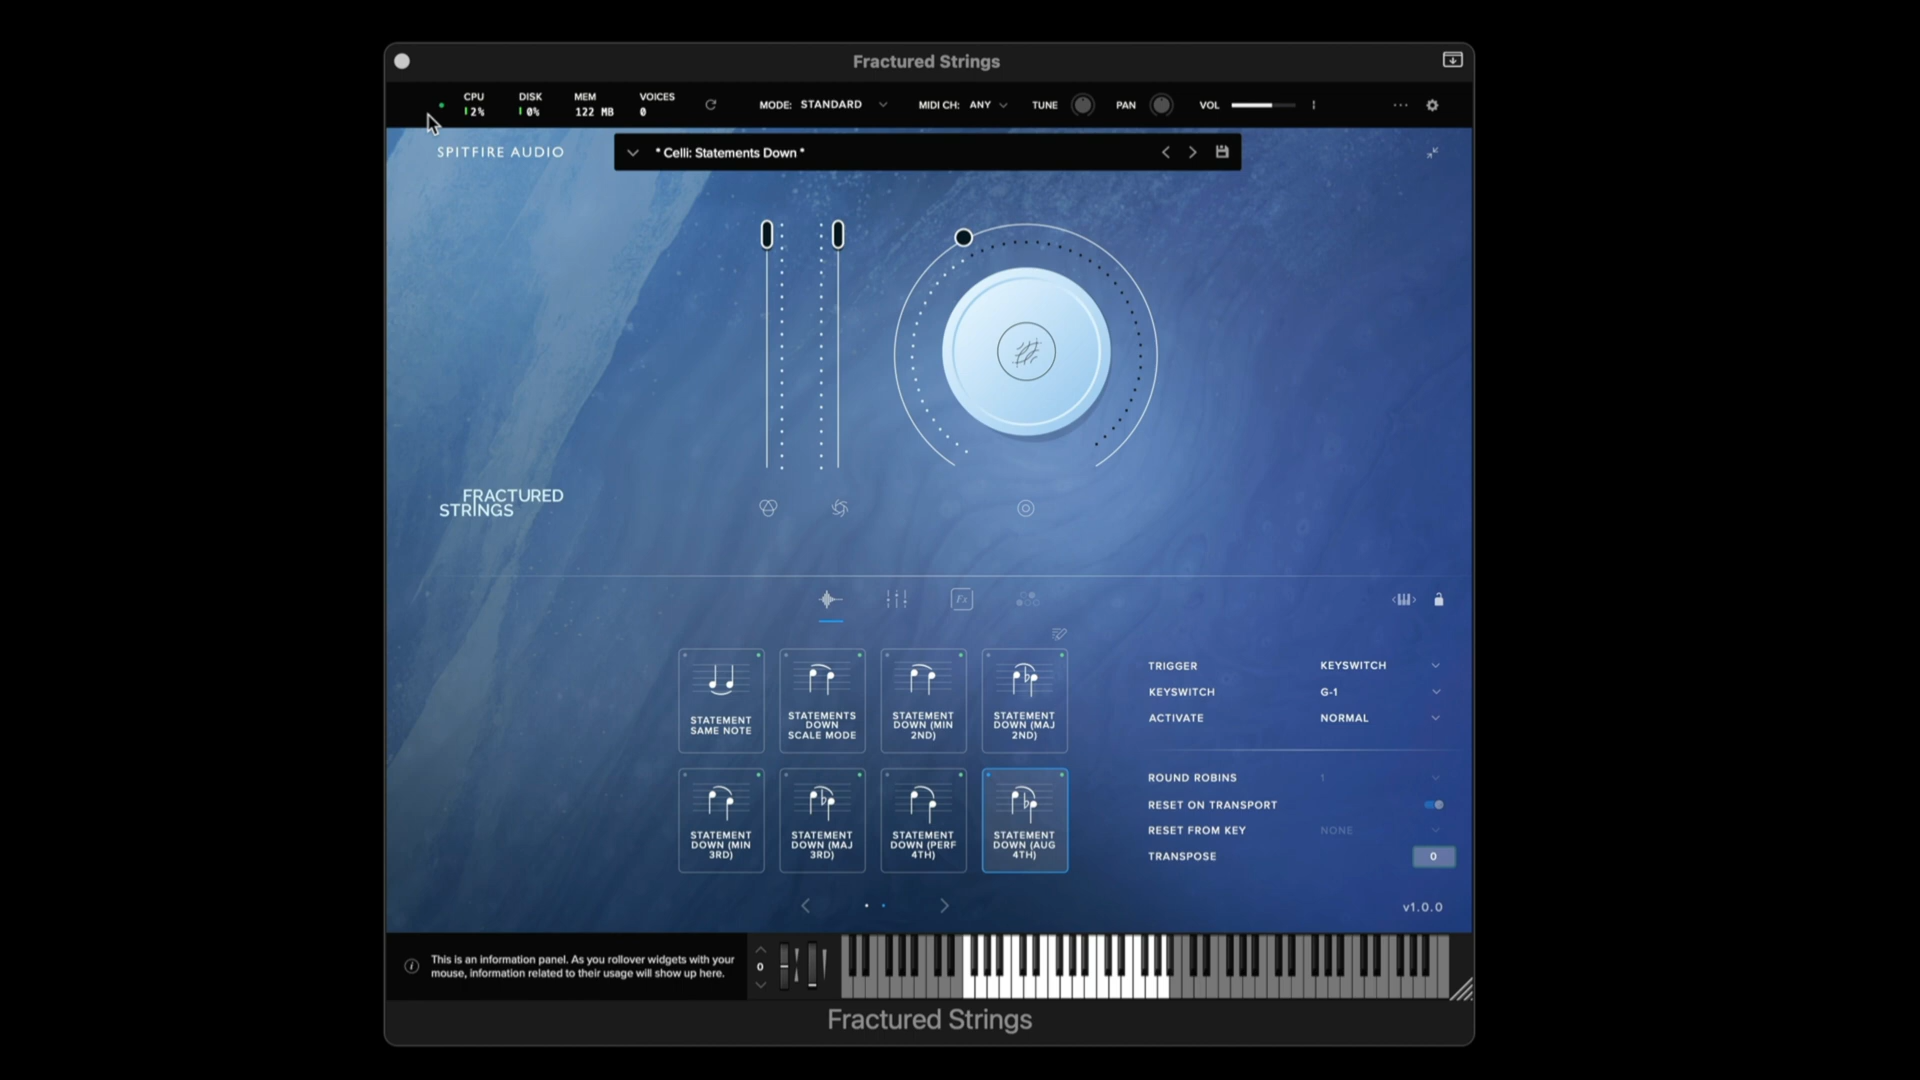 Fractured Strings
CPU
2%
DISK
0%
MEM
122 MB
VOICES
0
MODE: STANDARD
MIDI CH: ANY
TUNE
PAN
VOL
SPITFIRE AUDIO
* Celli: Statements Down *
FRACTURED
STRINGS
Fx
STATEMENT
SAME NOTE
STATEMENTS
DOWN
SCALE MODE
STATEMENT
DOWN (MIN
2ND)
STATEMENT
DOWN (MAJ
2ND)
STATEMENT
DOWN (MIN
3RD)
STATEMENT
DOWN (MAJ
3RD)
STATEMENT
DOWN (PERF
4TH)
STATEMENT
DOWN (AUG
4TH)
TRIGGER KEYSWITCH
KEYSWITCH G-1
ACTIVATE NORMAL
ROUND ROBINS 1
RESET ON TRANSPORT
RESET FROM KEY NONE
TRANSPOSE 0
v1.0.0
This is an information panel. As you rollover widgets with your
mouse, information related to their usage will show up here.
0
Fractured Strings